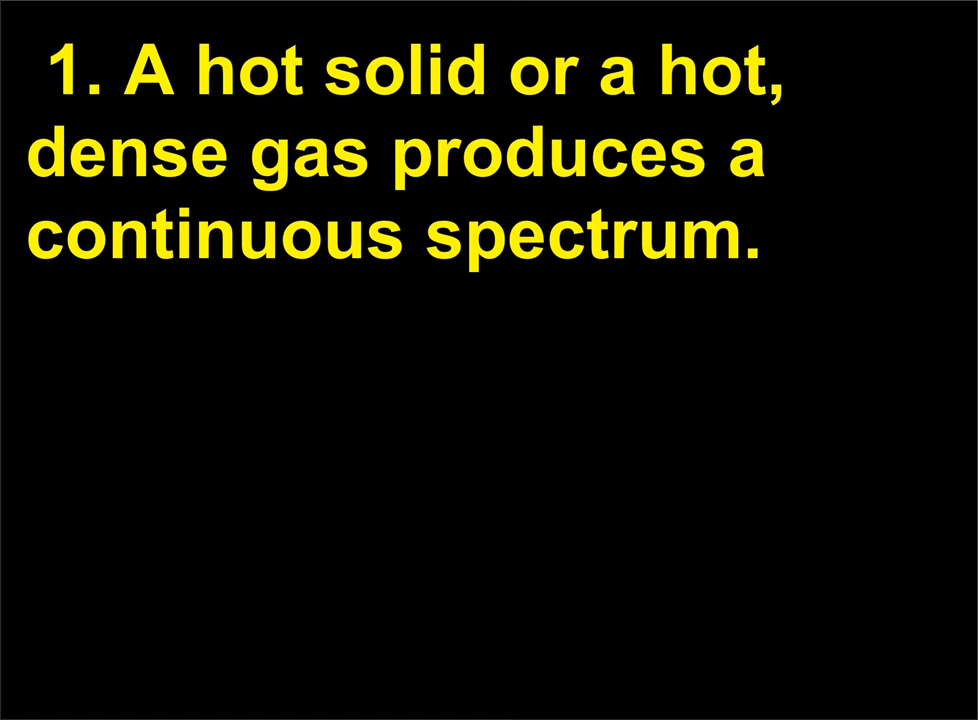 1. A hot solid or a hot,
dense gas produces a
continuous spectrum.